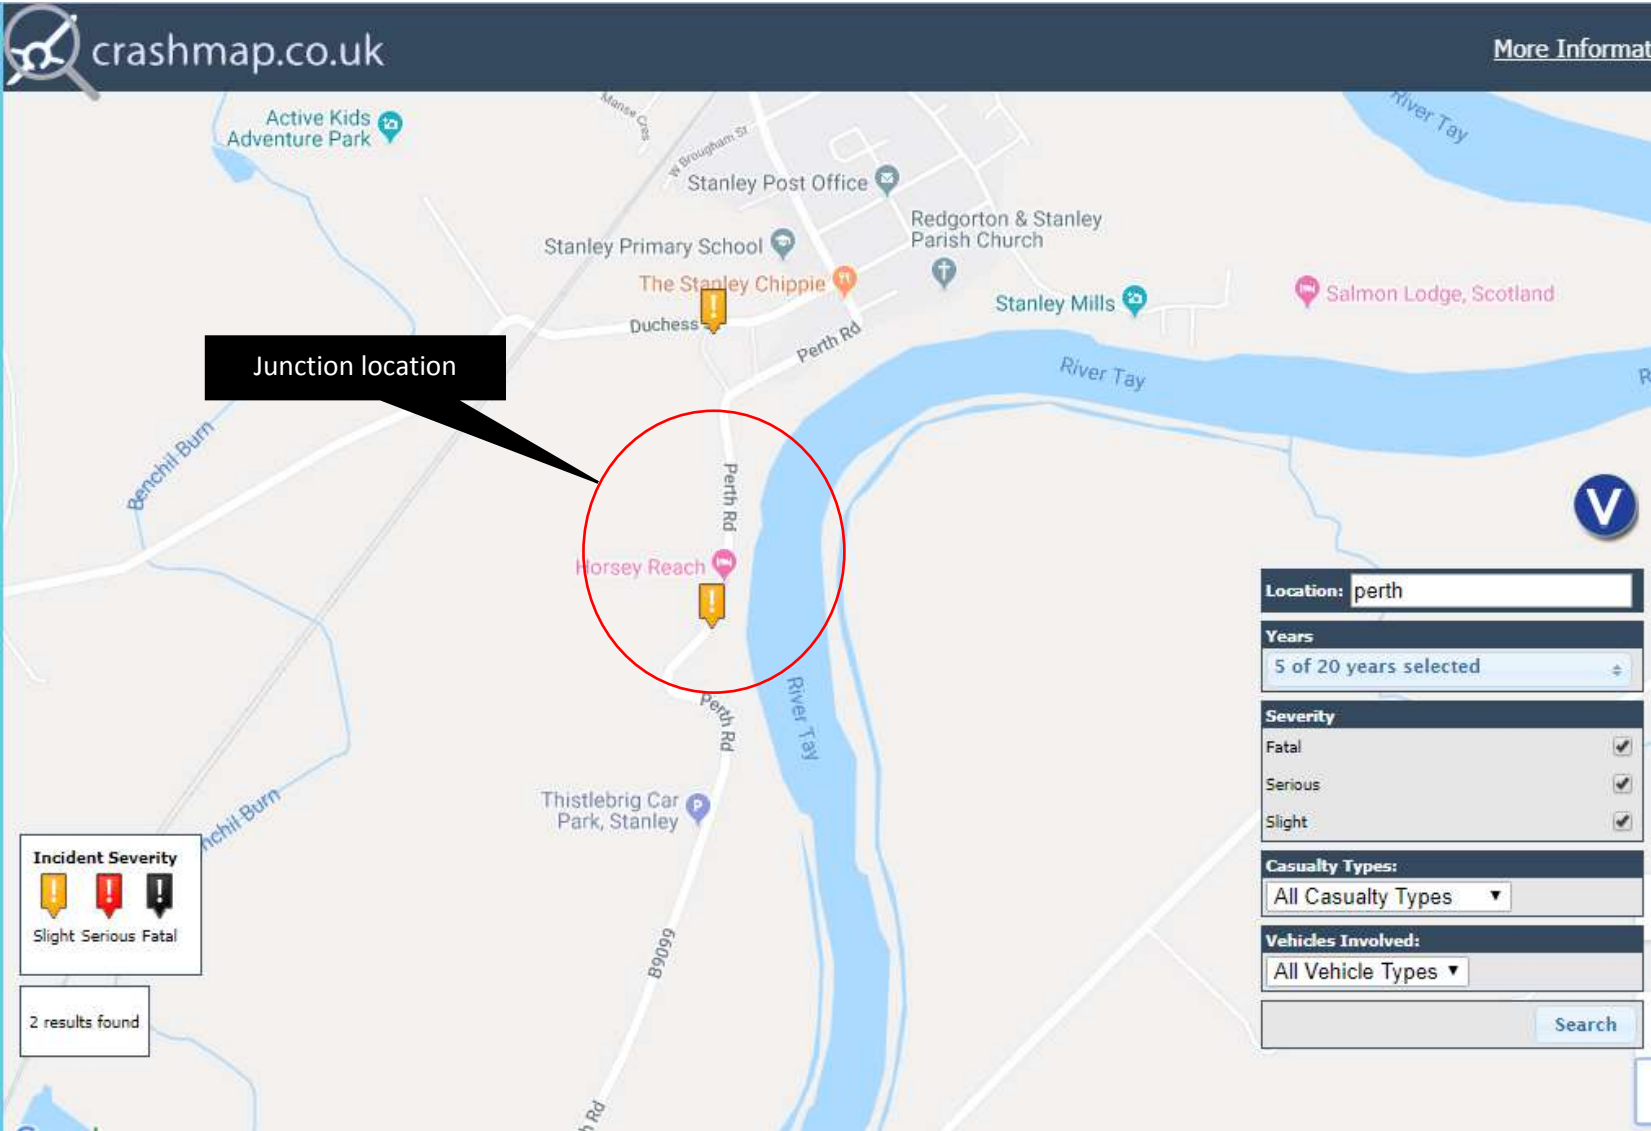 crashmap.co.uk
More Informat
Active Kids
Adventure Park
Manse Cres
W Brougham St
River Tay
Stanley Post Office
Redgorton & Stanley
Parish Church
Stanley Primary School
The Stanley Chippie
Stanley Mills
Salmon Lodge, Scotland
Duchess
Perth Rd
Junction location
River Tay
R
Benchil Burn
Perth Rd
V
Horsey Reach
Location: perth
Years
5 of 20 years selected
Severity
Fatal
Serious
Slight
Perth Rd
River Tay
Thistlebrig Car
Park, Stanley
nchil Burn
Incident Severity
Slight Serious Fatal
Casualty Types:
All Casualty Types
Vehicles Involved:
All Vehicle Types
B9099
2 results found
Search
h Rd